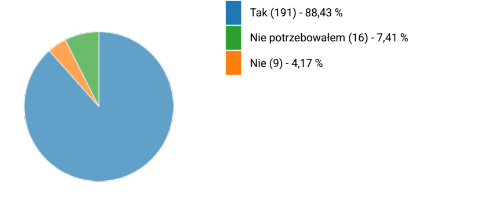 Tak (191) - 88,43 %
Nie potrzebowałem (16) - 7,41 %
Nie (9) - 4,17 %